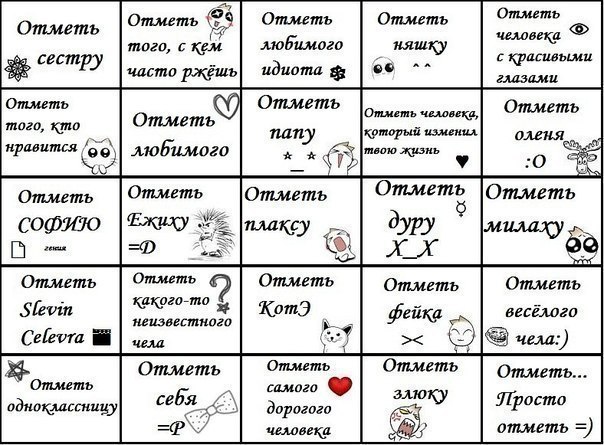 Отметь
сестру
Отметь
того, с кем
часто ржёшь
Отметь
любимого
идиота
Отметь
няшку
^ ^
Отметь
человека
с красивыми
глазами
Отметь
того, кто
нравится
Отметь
любимого
Отметь
папу
* _ *
Отметь человека,
который изменил
твою жизнь
Отметь
оленя
:O
Отметь
СОФИЮ
гения
Отметь
Ежиху
=D
Отметь
плаксу
Отметь
дуру
X_X
Отметь
милаху
Отметь
Slevin
Celevra
Отметь
какого-то
неизвестного
чела
Отметь
КотЭ
Отметь
фейка
><
Отметь
весёлого
чела:)
Отметь
одноклассницу
Отметь
себя
=P
Отметь
самого
дорогого
человека
Отметь
злюку
Отметь...
Просто
отметь =)